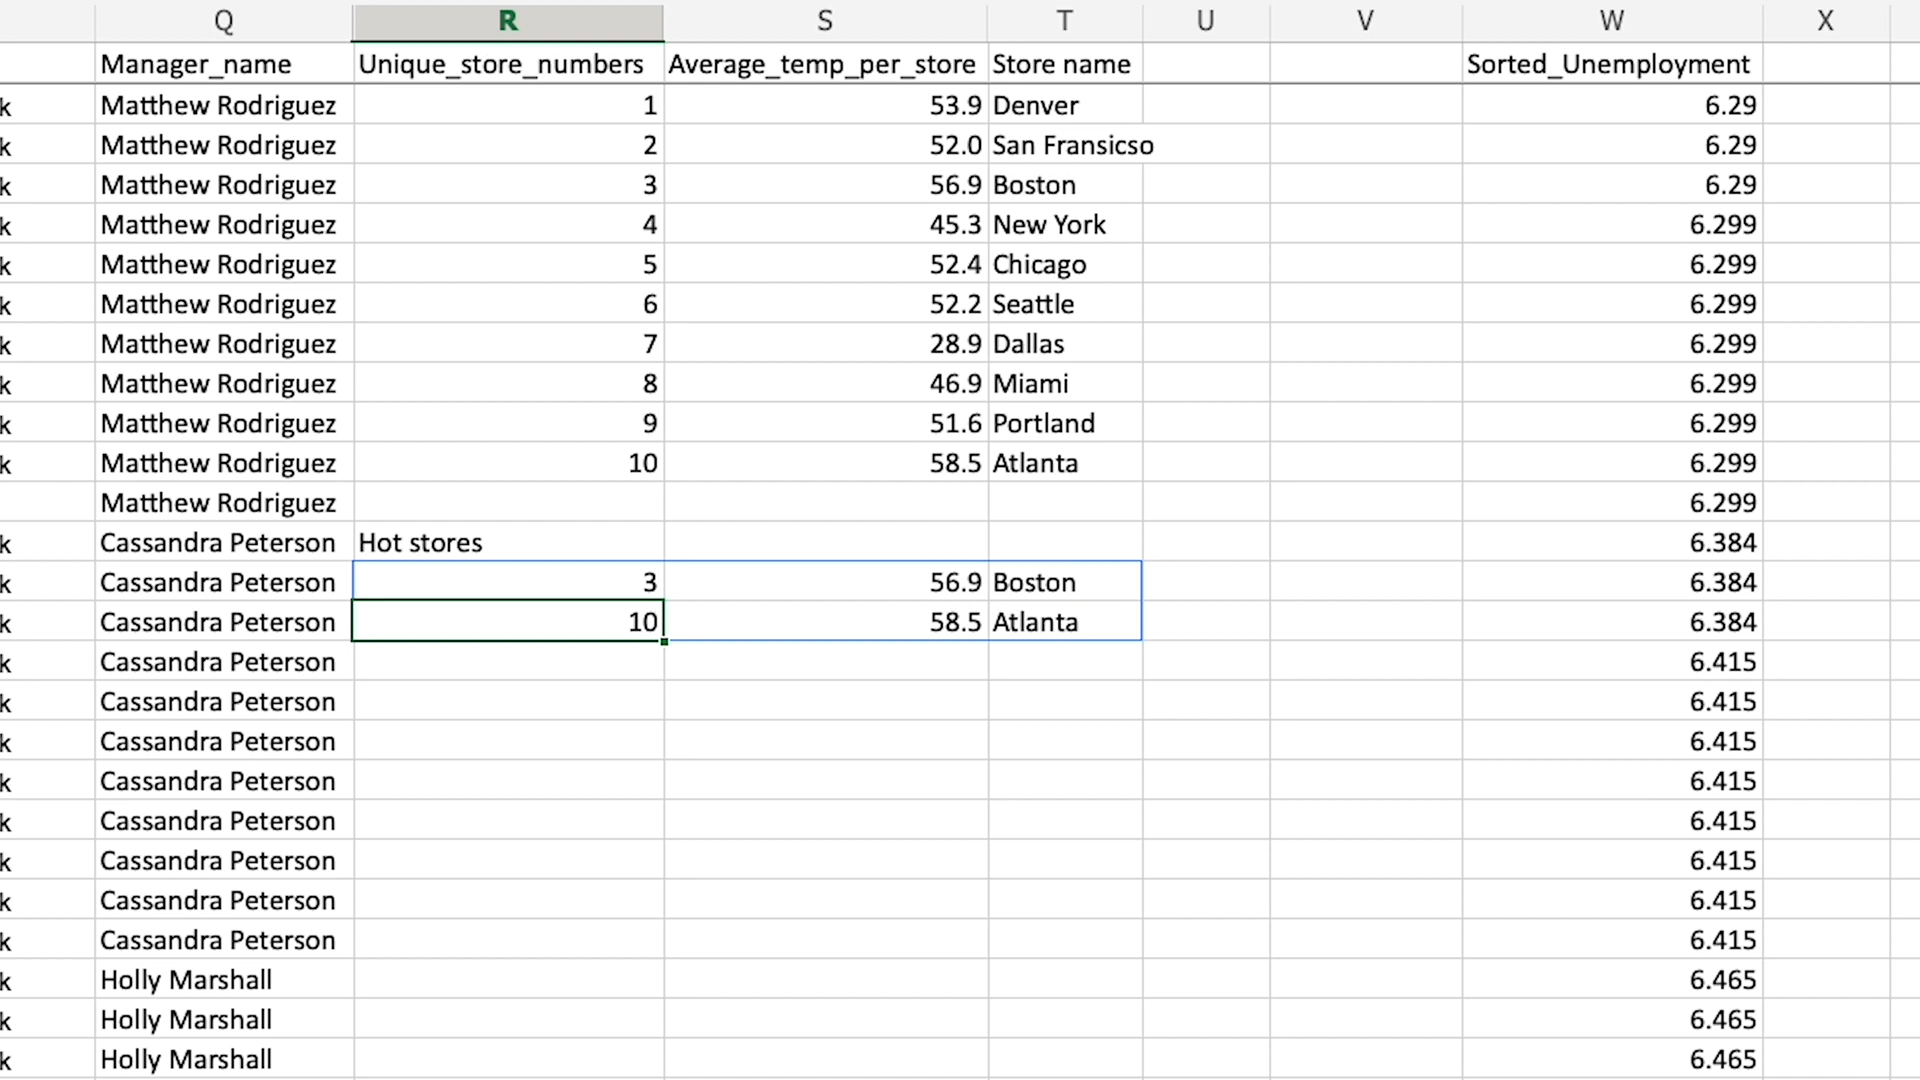 Q R S T U V W X
Manager_name Unique_store_numbers Average_temp_per_store Store name Sorted_Unemployment
k Matthew Rodriguez 1 53.9 Denver 6.29
k Matthew Rodriguez 2 52.0 San Fransicso 6.29
k Matthew Rodriguez 3 56.9 Boston 6.29
k Matthew Rodriguez 4 45.3 New York 6.299
k Matthew Rodriguez 5 52.4 Chicago 6.299
k Matthew Rodriguez 6 52.2 Seattle 6.299
k Matthew Rodriguez 7 28.9 Dallas 6.299
k Matthew Rodriguez 8 46.9 Miami 6.299
k Matthew Rodriguez 9 51.6 Portland 6.299
k Matthew Rodriguez 10 58.5 Atlanta 6.299
Matthew Rodriguez 6.299
k Cassandra Peterson Hot stores 6.384
k Cassandra Peterson 3 56.9 Boston 6.384
k Cassandra Peterson 10 58.5 Atlanta 6.384
k Cassandra Peterson 6.415
k Cassandra Peterson 6.415
k Cassandra Peterson 6.415
k Cassandra Peterson 6.415
k Cassandra Peterson 6.415
k Cassandra Peterson 6.415
k Cassandra Peterson 6.415
k Cassandra Peterson 6.415
k Holly Marshall 6.465
k Holly Marshall 6.465
k Holly Marshall 6.465